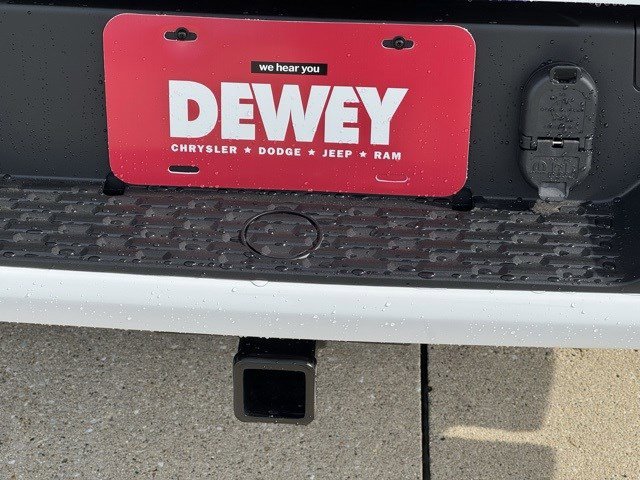 we hear you
DEWEY
CHRYSLER ★ DODGE ★ JEEP ★ RAM